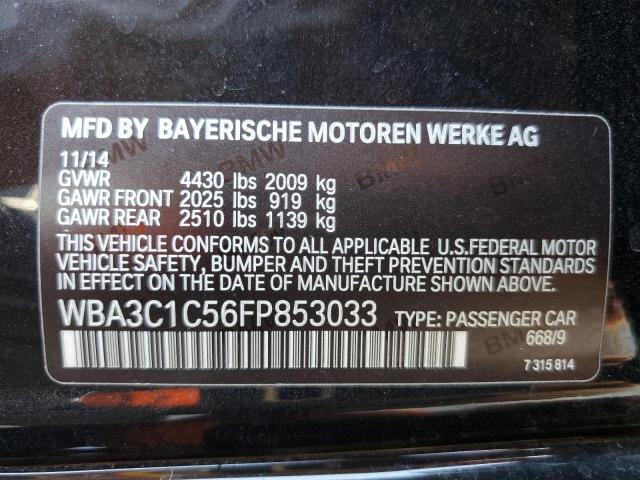 MFD BY BAYERISCHE MOTOREN WERKE AG
11/14
GVWR 4430 lbs 2009 kg
GAWR FRONT 2025 lbs 919 kg
GAWR REAR 2510 lbs 1139 kg
THIS VEHICLE CONFORMS TO ALL APPLICABLE U.S.FEDERAL MOTOR
VEHICLE SAFETY, BUMPER AND THEFT PREVENTION STANDARDS
IN EFFECT ON THE DATE OF MANUFACTURE SHOWN ABOVE.
WBA3C1C56FP853033 TYPE: PASSENGER CAR
668/9
7 315 814